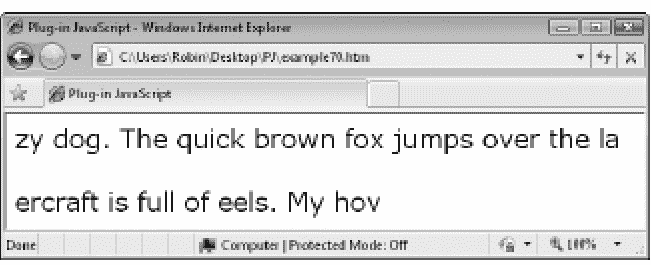 Plug-in JavaScript - Windows Internet Explorer
C:\Users\Robin\Desktop\PJ\example70.htm
Plug-in JavaScript
zy dog. The quick brown fox jumps over the la
ercraft is full of eels. My hov
Done Computer | Protected Mode: Off 100%